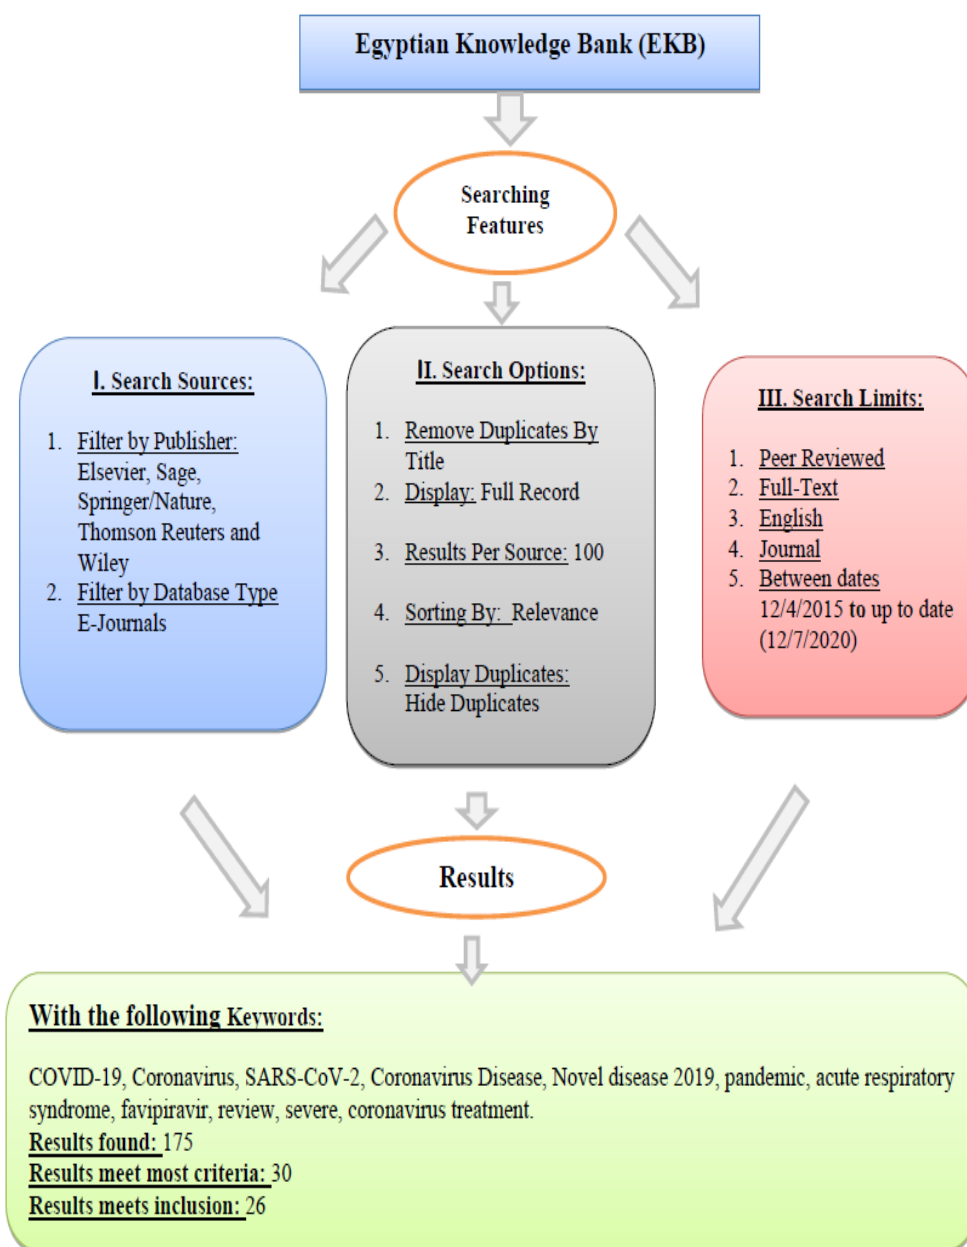 Egyptian Knowledge Bank (EKB)
Searching
Features
I. Search Sources:
1. Filter by Publisher:
Elsevier, Sage,
Springer/Nature,
Thomson Reuters and
Wiley
2. Filter by Database Type
E-Journals
II. Search Options:
1. Remove Duplicates By
Title
2. Display: Full Record
3. Results Per Source: 100
4. Sorting By: Relevance
5. Display Duplicates:
Hide Duplicates
III. Search Limits:
1. Peer Reviewed
2. Full-Text
3. English
4. Journal
5. Between dates
12/4/2015 to up to date
(12/7/2020)
Results
With the following Keywords:
COVID-19, Coronavirus, SARS-CoV-2, Coronavirus Disease, Novel disease 2019, pandemic, acute respiratory
syndrome, favipiravir, review, severe, coronavirus treatment.
Results found: 175
Results meet most criteria: 30
Results meets inclusion: 26